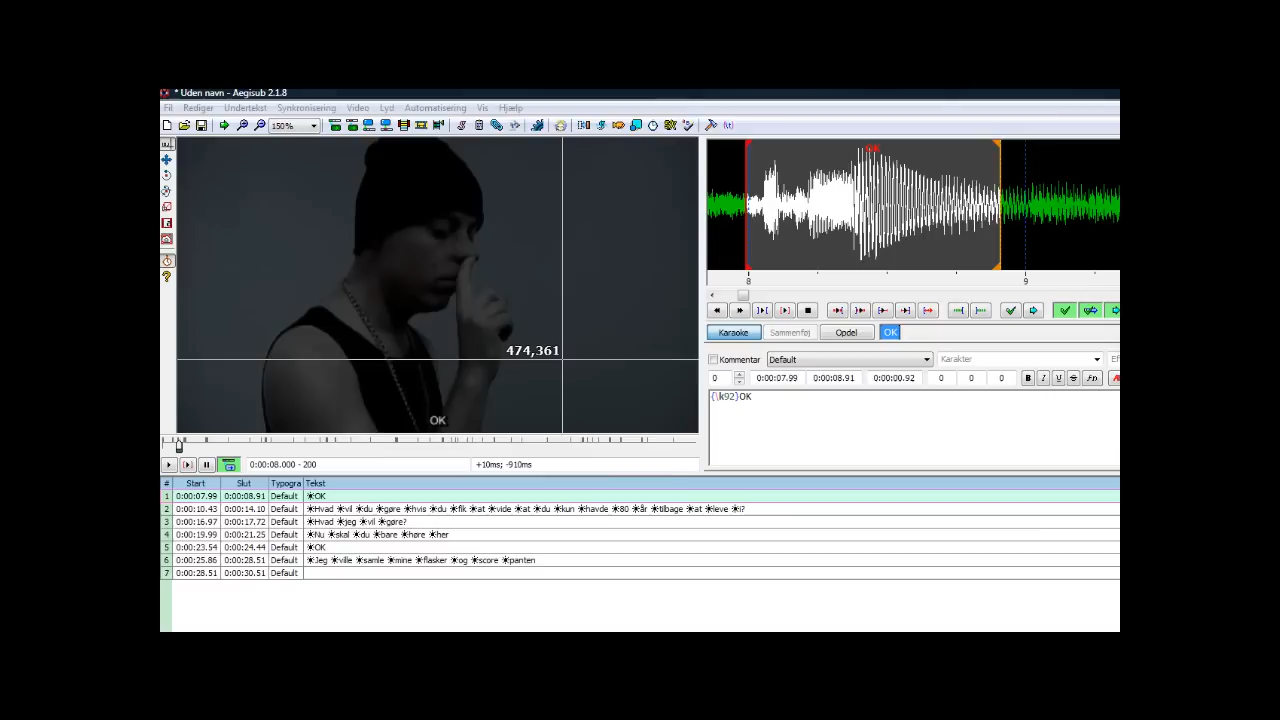 * Uden navn - Aegisub 2.1.8
Fil Rediger Undertekst Synkronisering Video Lyd Automatisering Vis Hjælp
150%
OK
8 9
474,361
OK
Karaoke Sammenføj Opdel OK
Kommentar Default Karakter
0 0:00:07.99 0:00:08.91 0:00:00.92 0 0 0 B I U S Fn
{\k92}OK
0:00:08.000 - 200 +10ms; -910ms
# Start Slut Typogra Tekst
1 0:00:07.99 0:00:08.91 Default ☀OK
2 0:00:10.43 0:00:14.10 Default ☀Hvad ☀vil ☀du ☀gøre ☀hvis ☀du ☀fik ☀at ☀vide ☀at ☀du ☀kun ☀havde ☀80 ☀år ☀tilbage ☀at ☀leve ☀i?
3 0:00:16.97 0:00:17.72 Default ☀Hvad ☀jeg ☀vil ☀gøre?
4 0:00:19.99 0:00:21.25 Default ☀Nu ☀skal ☀du ☀bare ☀høre ☀her
5 0:00:23.54 0:00:24.44 Default ☀OK
6 0:00:25.86 0:00:28.51 Default ☀Jeg ☀ville ☀samle ☀mine ☀flasker ☀og ☀score ☀panten
7 0:00:28.51 0:00:30.51 Default